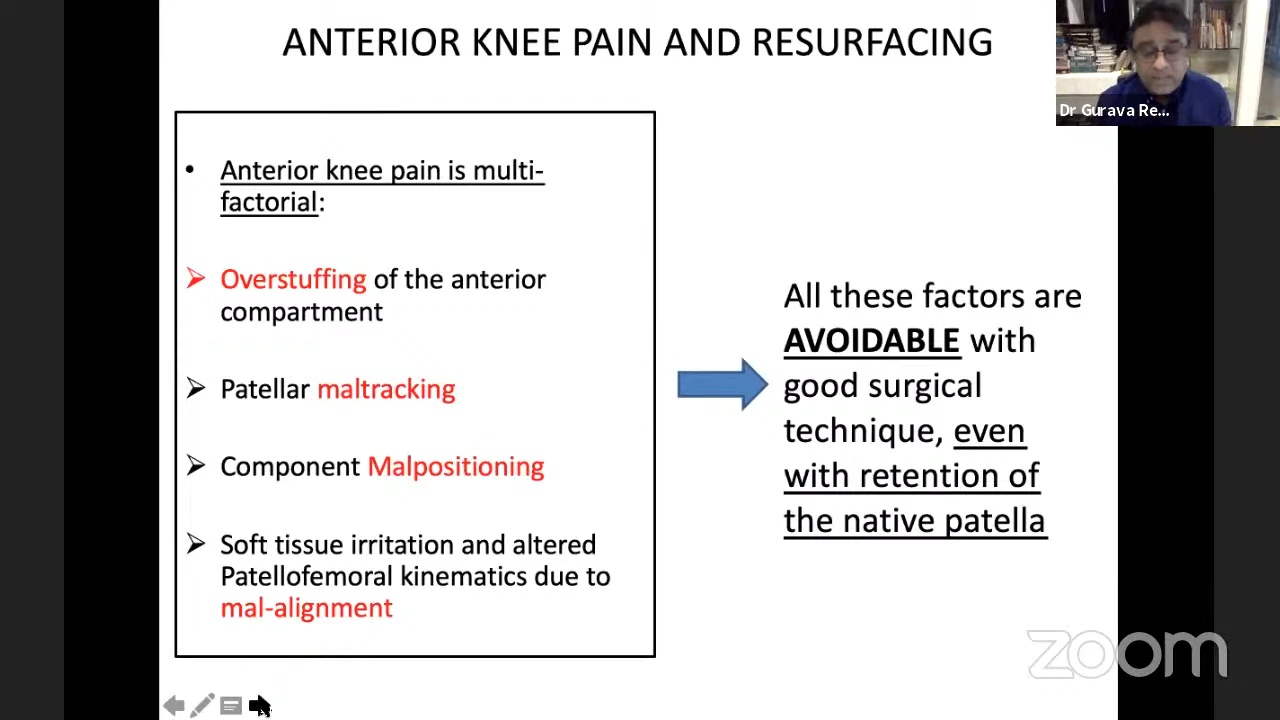 ANTERIOR KNEE PAIN AND RESURFACING
Dr Gurava Re...
• Anterior knee pain is multi-
factorial:
➢ Overstuffing of the anterior
compartment
➢ Patellar maltracking
➢ Component Malpositioning
➢ Soft tissue irritation and altered
Patellofemoral kinematics due to
mal-alignment
All these factors are
AVOIDABLE with
good surgical
technique, even
with retention of
the native patella
zoom